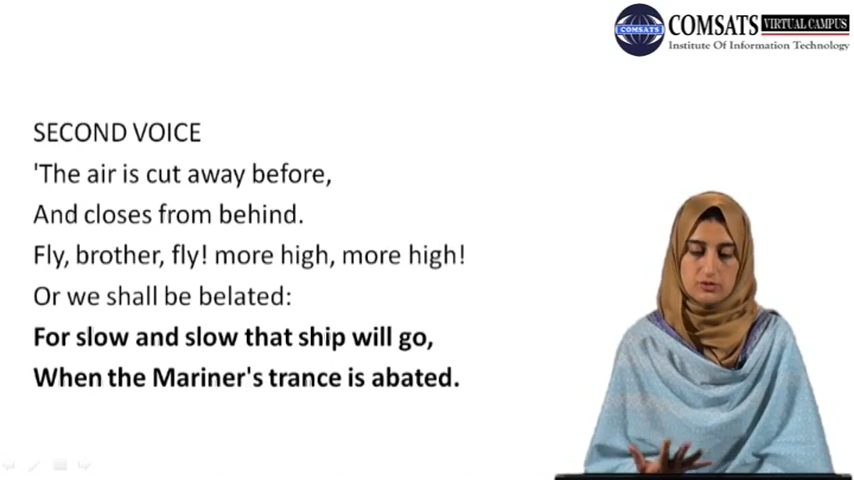 COMSATS VIRTUAL CAMPUS
Institute Of Information Technology
COMSATS
SECOND VOICE
'The air is cut away before,
And closes from behind.
Fly, brother, fly! more high, more high!
Or we shall be belated:
For slow and slow that ship will go,
When the Mariner's trance is abated.